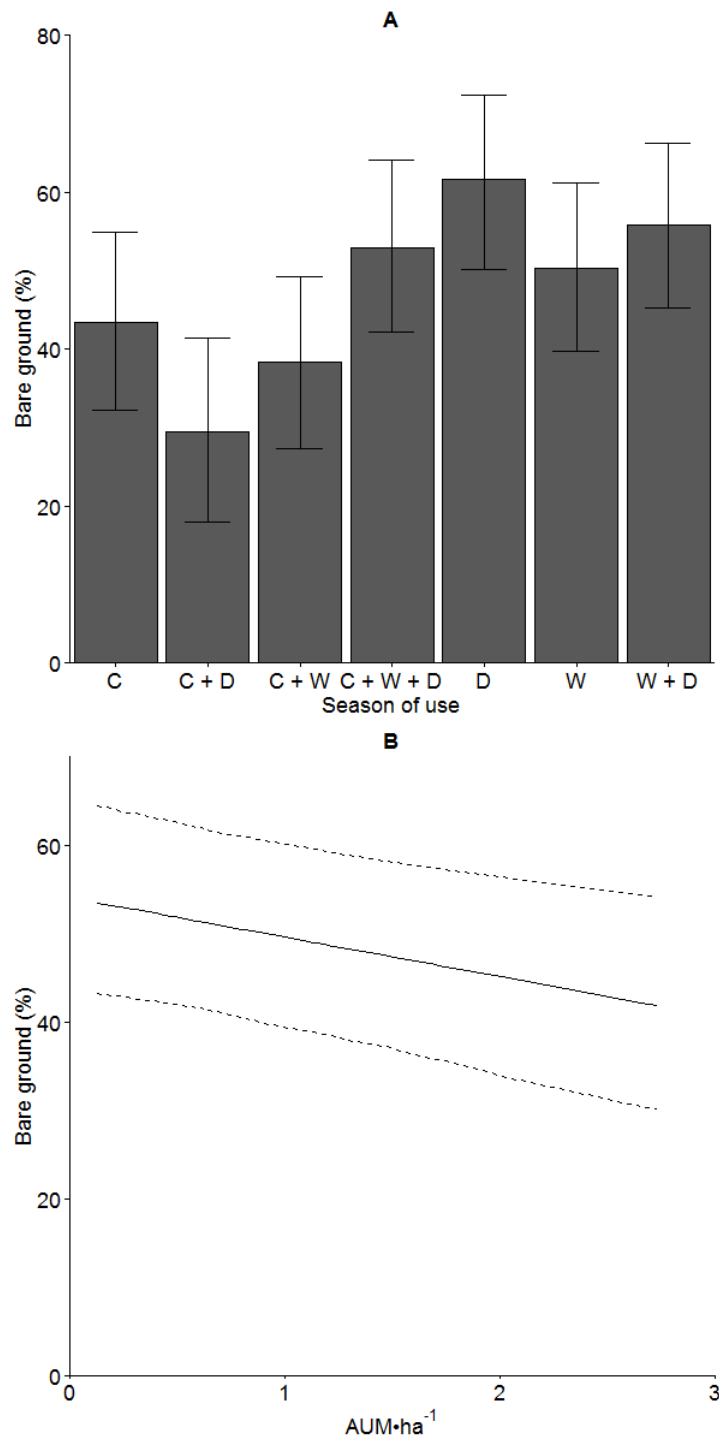 A
Bare ground (%)
80
60
40
20
0
C C + D C + W C + W + D D W W + D
Season of use
B
Bare ground (%)
60
40
20
0
0 1 2 3
AUM•ha⁻¹